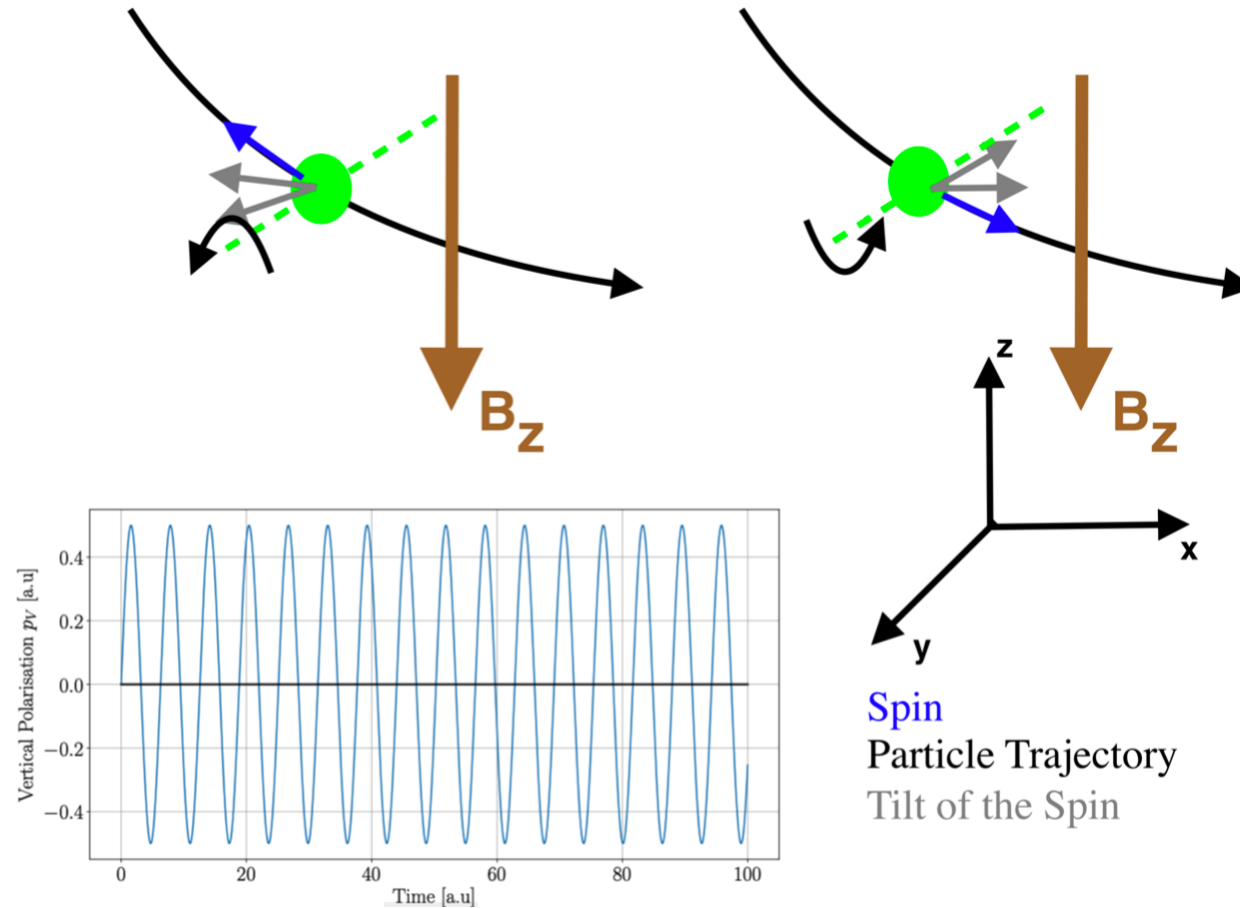 B_z
B_z
z
x
y
Vertical Polarisation p_V [a.u]
0.4
0.2
0.0
−0.2
−0.4
0
20
40
60
80
100
Time [a.u]
Spin
Particle Trajectory
Tilt of the Spin